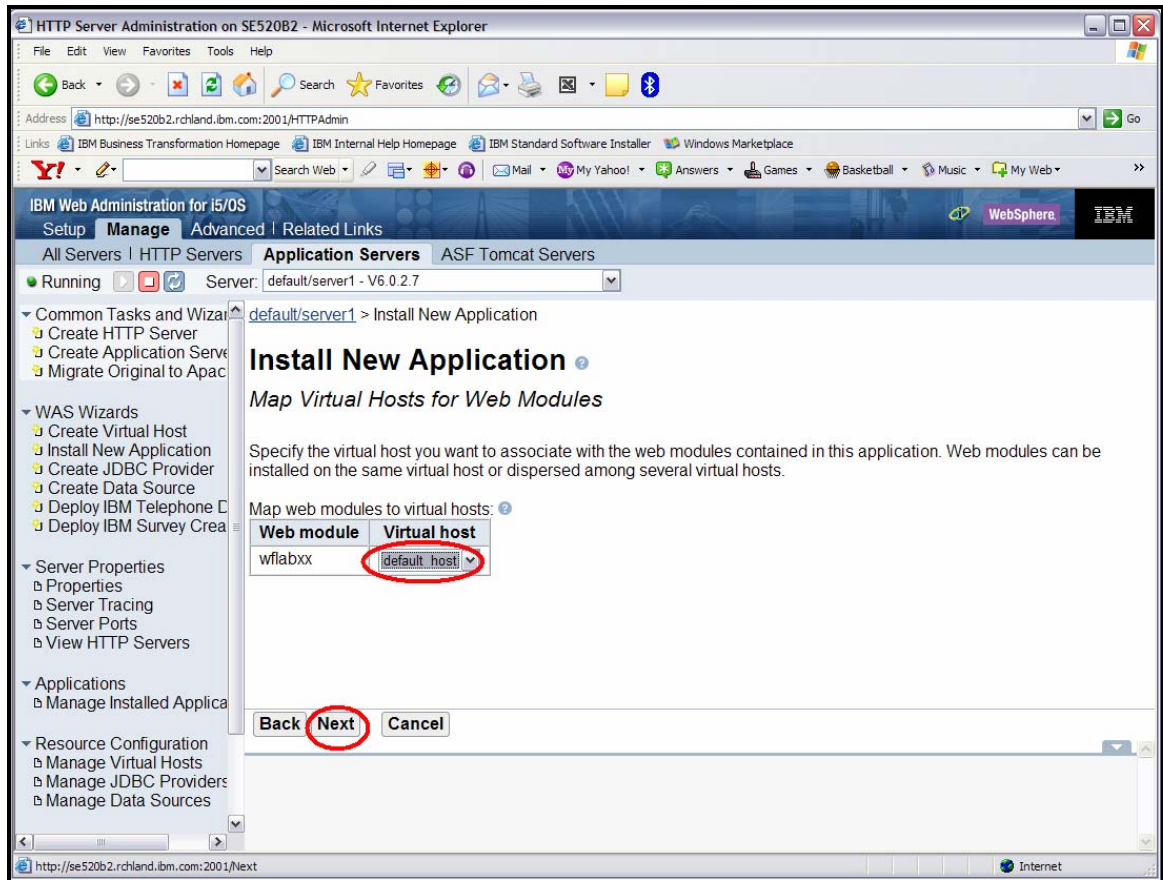 HTTP Server Administration on SE520B2 - Microsoft Internet Explorer
File Edit View Favorites Tools Help
Back Search Favorites
Address http://se520b2.rchland.ibm.com:2001/HTTPAdmin Go
Links IBM Business Transformation Homepage IBM Internal Help Homepage IBM Standard Software Installer Windows Marketplace
Y! Search Web Mail My Yahoo! Answers Games Basketball Music My Web >>
IBM Web Administration for i5/OS WebSphere. IBM
Setup Manage Advanced | Related Links
All Servers | HTTP Servers Application Servers ASF Tomcat Servers
Running Server: default/server1 - V6.0.2.7
Common Tasks and Wizar
Create HTTP Server
Create Application Serve
Migrate Original to Apac
WAS Wizards
Create Virtual Host
Install New Application
Create JDBC Provider
Create Data Source
Deploy IBM Telephone D
Deploy IBM Survey Crea
Server Properties
Properties
Server Tracing
Server Ports
View HTTP Servers
Applications
Manage Installed Applica
Resource Configuration
Manage Virtual Hosts
Manage JDBC Providers
Manage Data Sources
default/server1 > Install New Application
Install New Application
Map Virtual Hosts for Web Modules
Specify the virtual host you want to associate with the web modules contained in this application. Web modules can be
installed on the same virtual host or dispersed among several virtual hosts.
Map web modules to virtual hosts:
Web module Virtual host
wflabxx default_host
Back Next Cancel
http://se520b2.rchland.ibm.com:2001/Next Internet